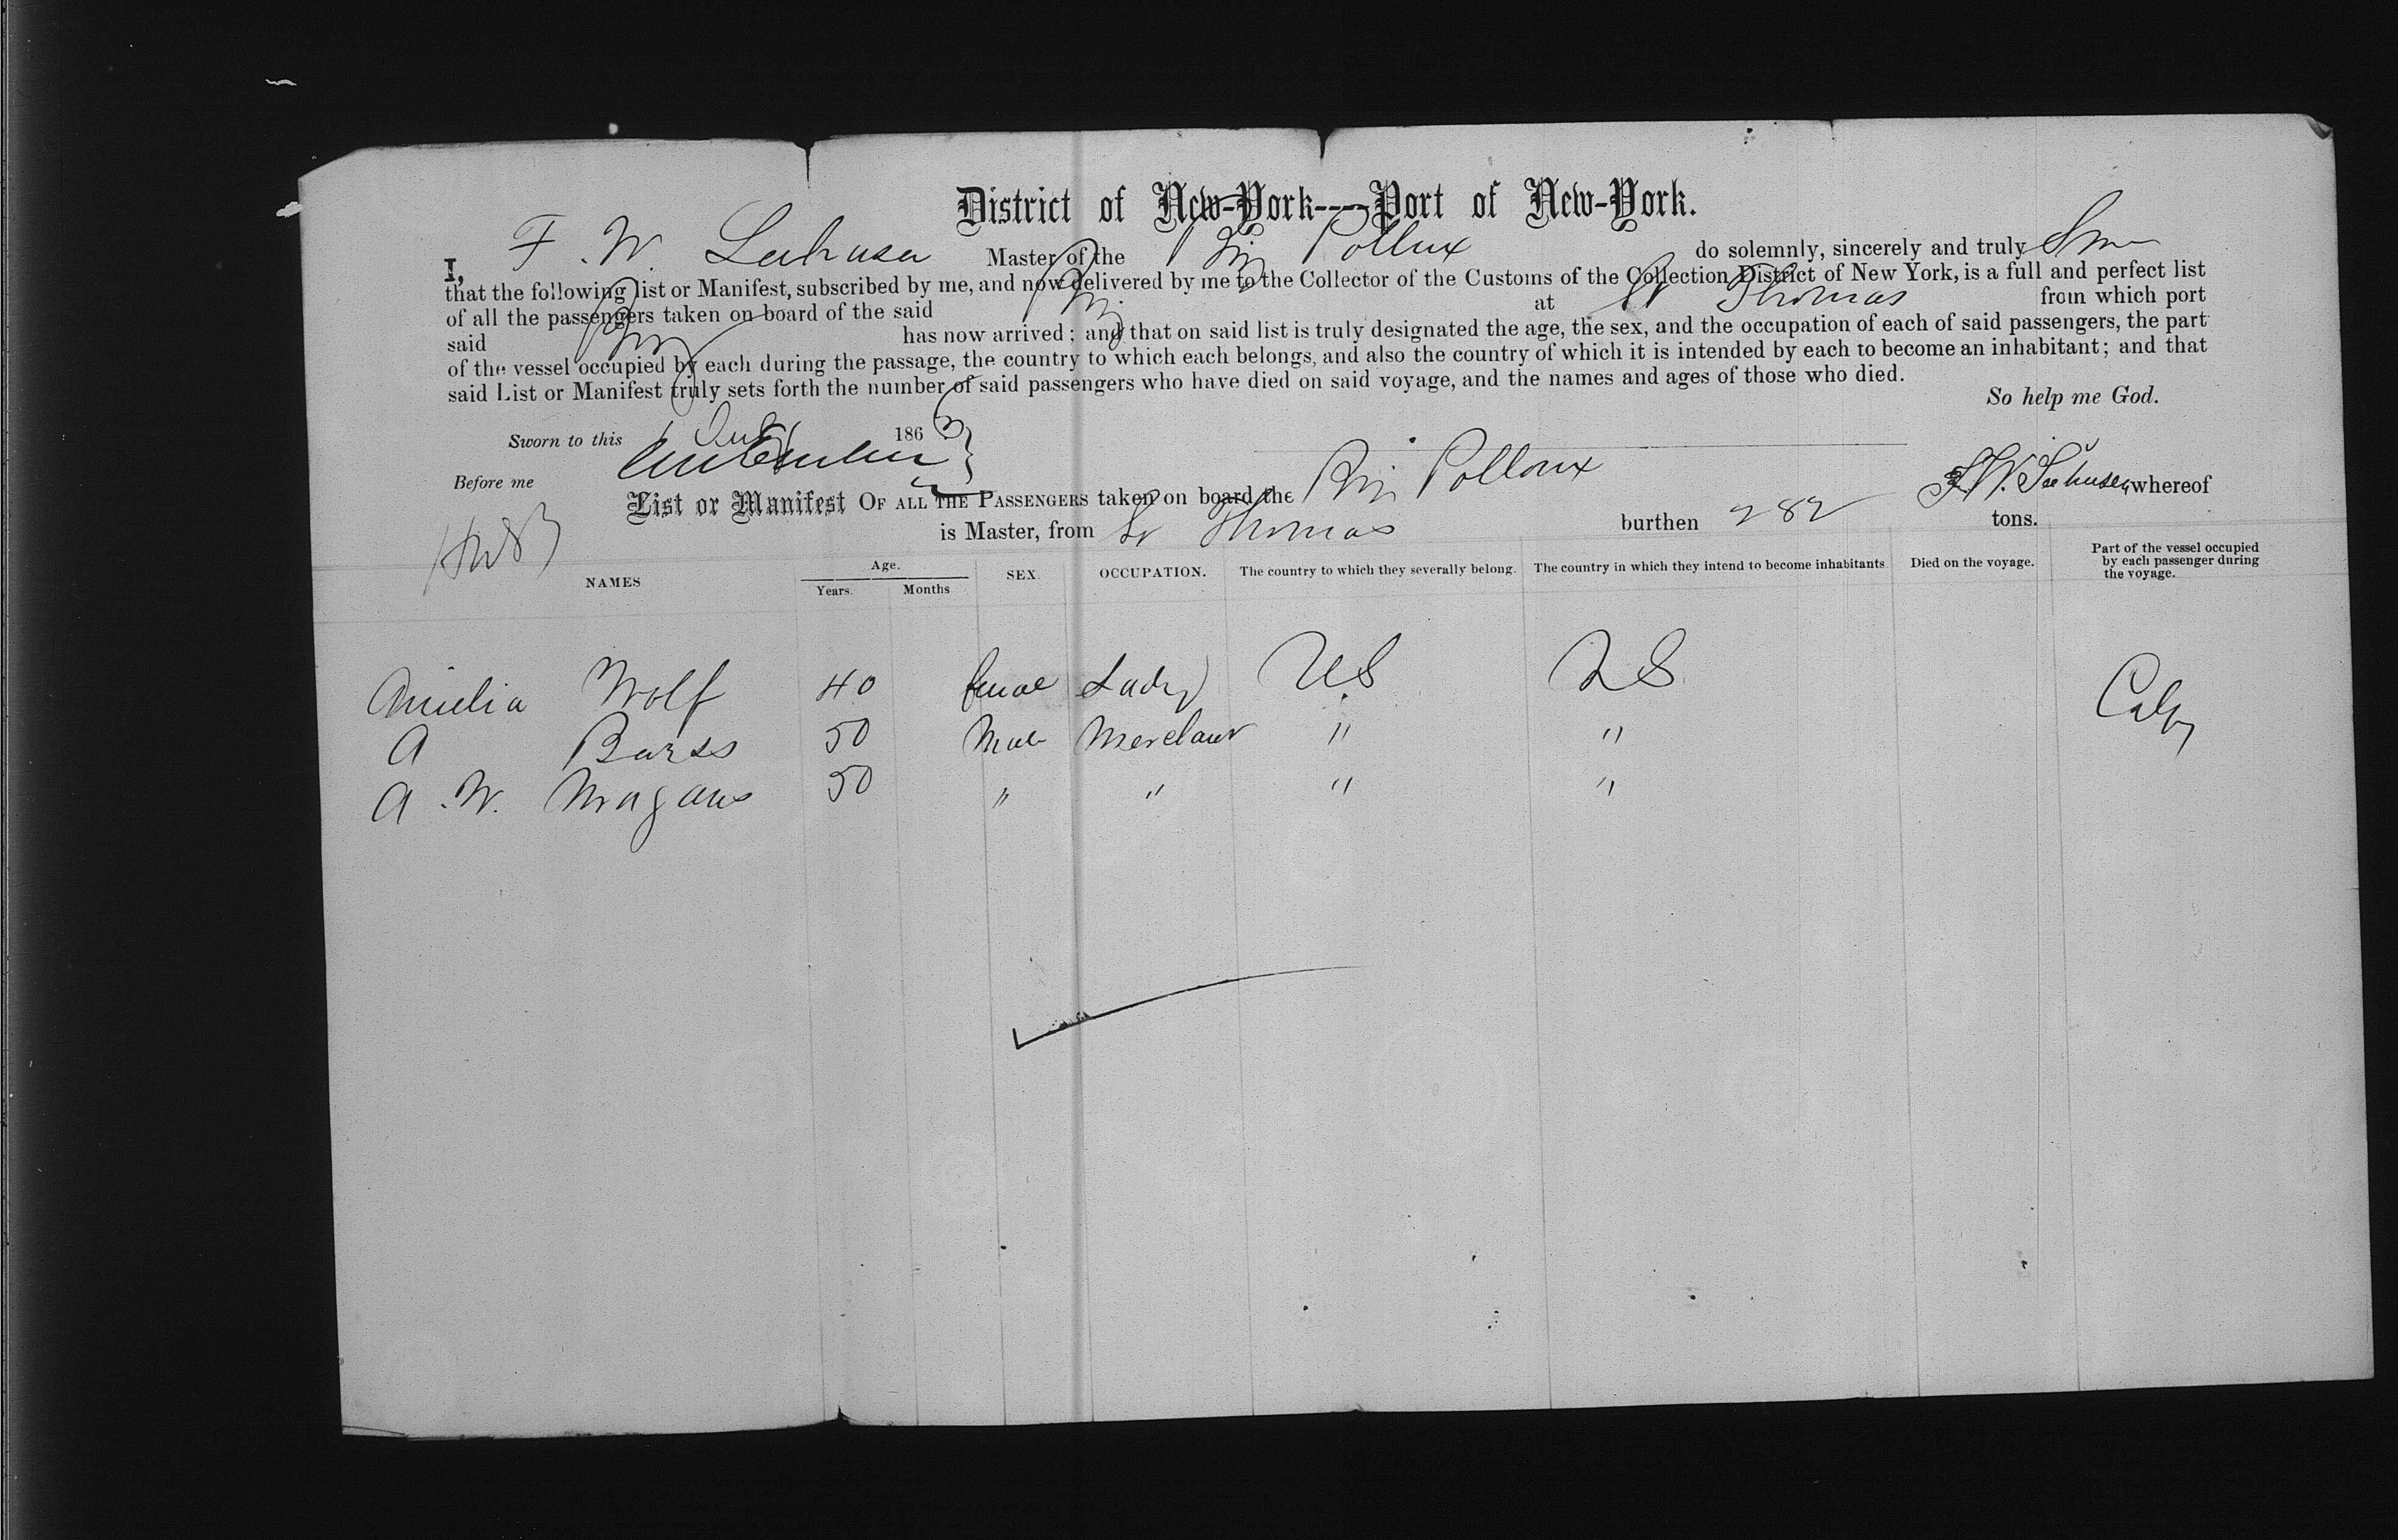 District of New-York----Port of New-York.
I, F. W. Master of the Brig Pollux do solemnly, sincerely and truly
that the following list or Manifest, subscribed by me, and now delivered by me to the Collector of the Customs of the Collection District of New York, is a full and perfect list
of all the passengers taken on board of the said Brig at St Thomas from which port
said Brig has now arrived; and that on said list is truly designated the age, the sex, and the occupation of each of said passengers, the part
of the vessel occupied by each during the passage, the country to which each belongs, and also the country of which it is intended by each to become an inhabitant; and that
said List or Manifest truly sets forth the number of said passengers who have died on said voyage, and the names and ages of those who died.
So help me God.
Sworn to this 186
Before me
List or Manifest OF ALL THE PASSENGERS taken on board the Brig Polloux F. W. whereof
is Master, from St Thomas burthen 282 tons.
NAMES Age. Years. Months SEX. OCCUPATION. The country to which they severally belong. The country in which they intend to become inhabitants. Died on the voyage. Part of the vessel occupied by each passenger during the voyage.
Amelia Wolf 40 Lady US US
A 50 Male " "
A. W. 50 " " " "